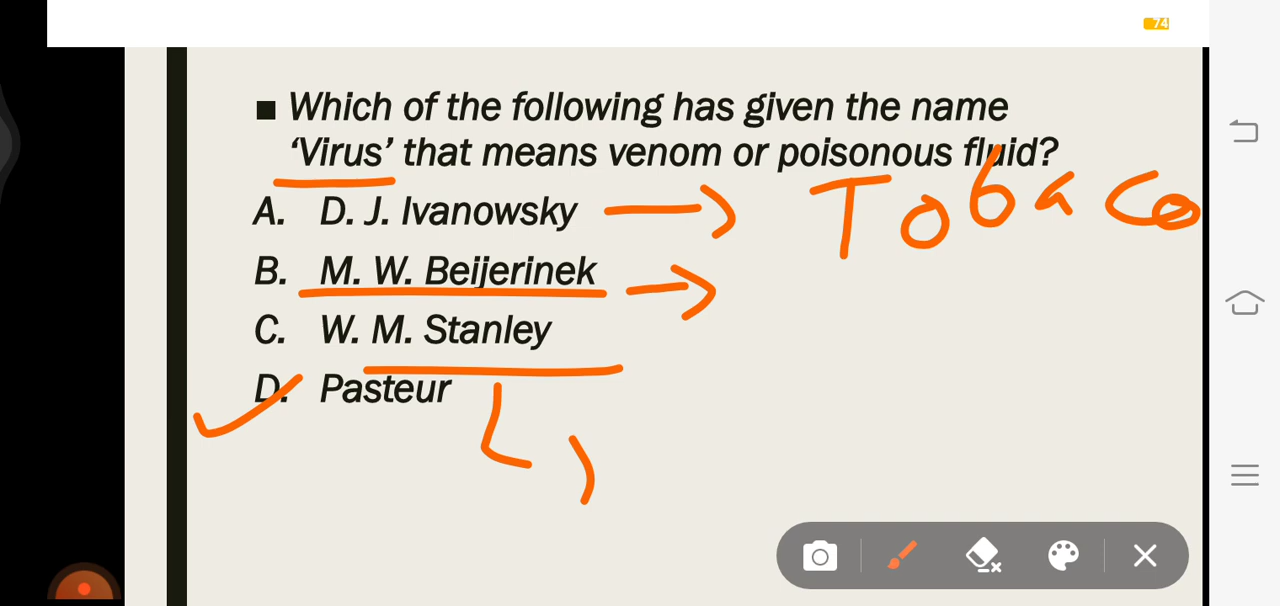 74
■ Which of the following has given the name
'Virus' that means venom or poisonous fluid?
A. D. J. Ivanowsky
Tobaco
B. M. W. Beijerinek
C. W. M. Stanley
D. Pasteur